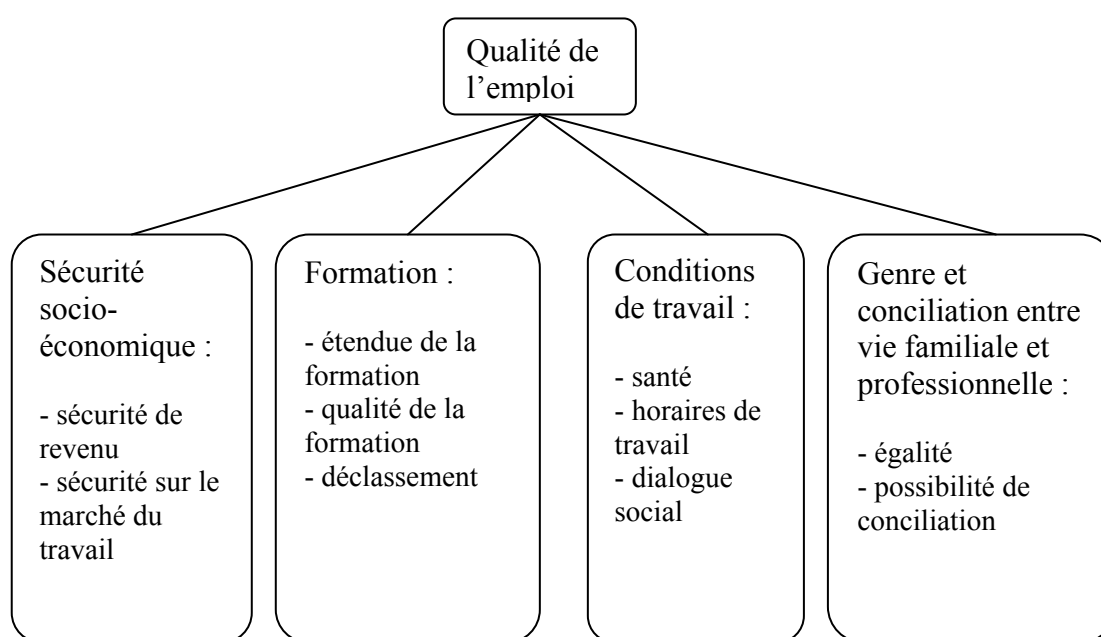 Qualité de
l’emploi
Sécurité
socio-
économique :
- sécurité de
revenu
- sécurité sur le
marché du
travail
Formation :
- étendue de la
formation
- qualité de la
formation
- déclassement
Conditions
de travail :
- santé
- horaires de
travail
- dialogue
social
Genre et
conciliation entre
vie familiale et
professionnelle :
- égalité
- possibilité de
conciliation